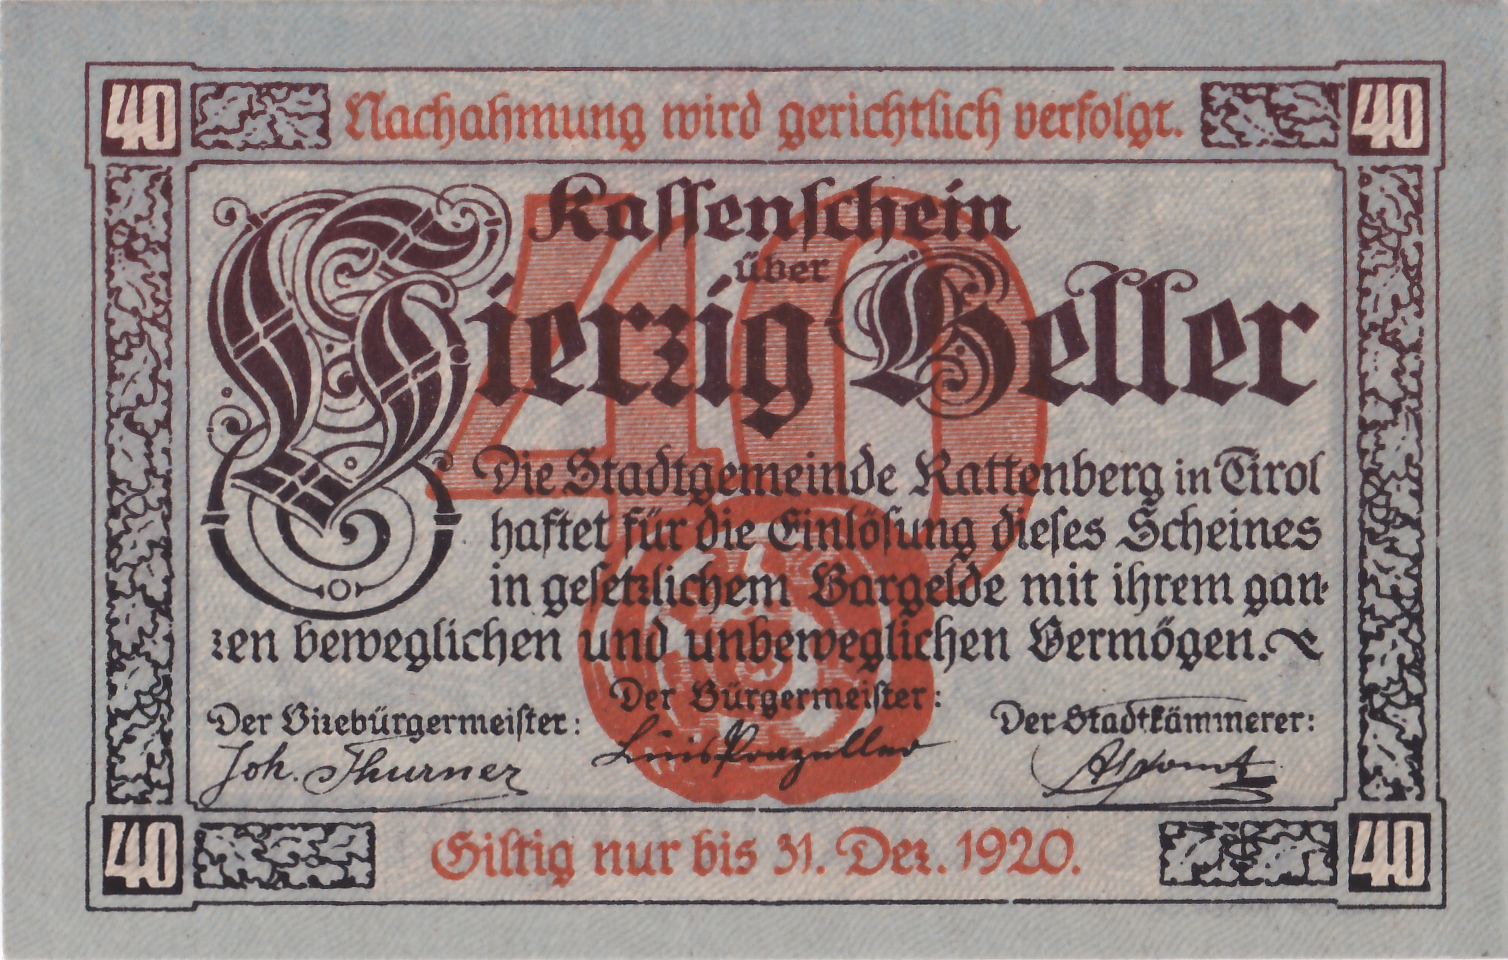 40 Nachahmung wird gerichtlich verfolgt. 40
Kassenschein
über
Vierzig Heller
40
Die Stadtgemeinde Rattenberg in Tirol
haftet für die Einlösung dieses Scheines
in gesetzlichem Bargelde mit ihrem gan-
zen beweglichen und unbeweglichen Vermögen.
Der Bürgermeister:
Der Vizebürgermeister:
Der Stadtkämmerer:
Joh. Thurner
40 Giltig nur bis 31. Dez. 1920. 40